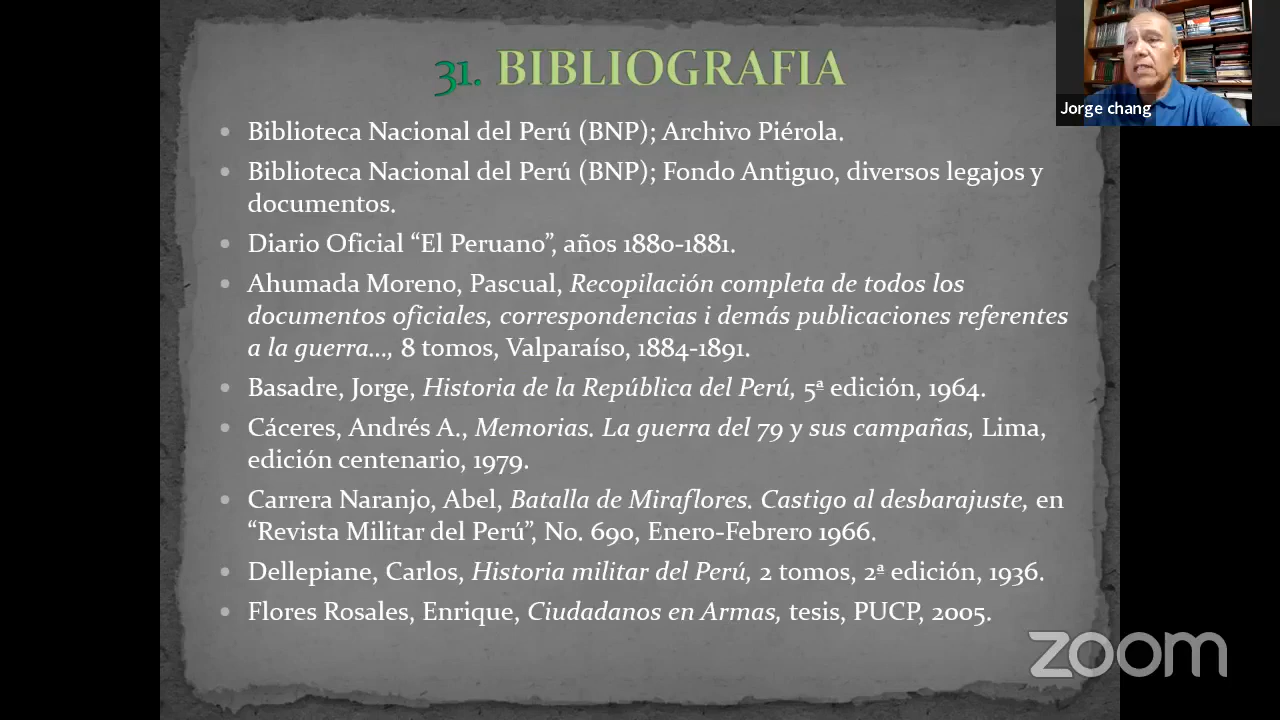 31. BIBLIOGRAFIA
Jorge chang
Biblioteca Nacional del Perú (BNP); Archivo Piérola.
Biblioteca Nacional del Perú (BNP); Fondo Antiguo, diversos legajos y
documentos.
Diario Oficial “El Peruano”, años 1880-1881.
Ahumada Moreno, Pascual, Recopilación completa de todos los
documentos oficiales, correspondencias i demás publicaciones referentes
a la guerra…, 8 tomos, Valparaíso, 1884-1891.
Basadre, Jorge, Historia de la República del Perú, 5ª edición, 1964.
Cáceres, Andrés A., Memorias. La guerra del 79 y sus campañas, Lima,
edición centenario, 1979.
Carrera Naranjo, Abel, Batalla de Miraflores. Castigo al desbarajuste, en
“Revista Militar del Perú”, No. 690, Enero-Febrero 1966.
Dellepiane, Carlos, Historia militar del Perú, 2 tomos, 2ª edición, 1936.
Flores Rosales, Enrique, Ciudadanos en Armas, tesis, PUCP, 2005.
zoom